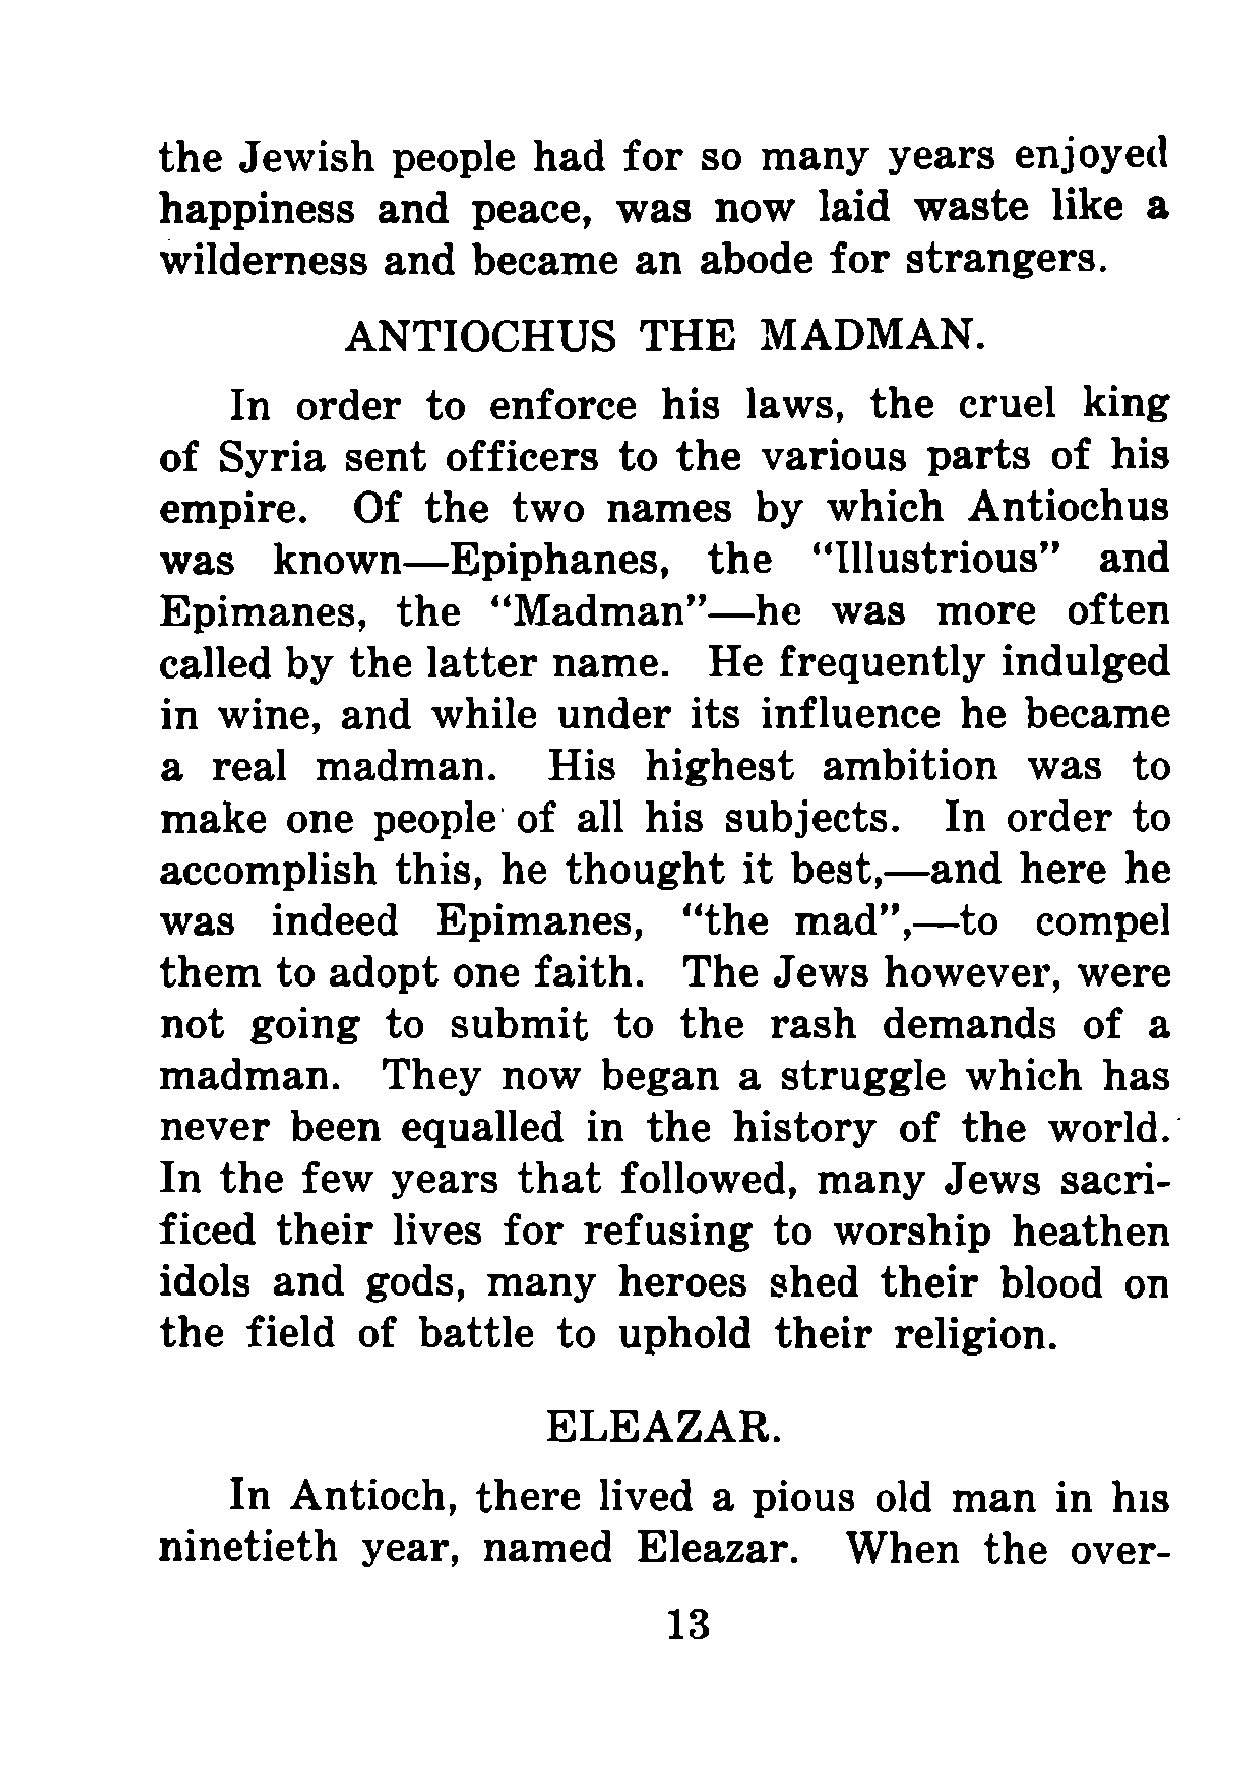 the Jewish people had for so many years enjoyed
happiness and peace, was now laid waste like a
wilderness and became an abode for strangers.
ANTIOCHUS THE MADMAN.
In order to enforce his laws, the cruel king
of Syria sent officers to the various parts of his
empire. Of the two names by which Antiochus
was known—Epiphanes, the “Illustrious” and
Epimanes, the “Madman”—he was more often
called by the latter name. He frequently indulged
in wine, and while under its influence he became
a real madman. His highest ambition was to
make one people of all his subjects. In order to
accomplish this, he thought it best,—and here he
was indeed Epimanes, “the mad”,—to compel
them to adopt one faith. The Jews however, were
not going to submit to the rash demands of a
madman. They now began a struggle which has
never been equalled in the history of the world.
In the few years that followed, many Jews sacri-
ficed their lives for refusing to worship heathen
idols and gods, many heroes shed their blood on
the field of battle to uphold their religion.
ELEAZAR.
In Antioch, there lived a pious old man in his
ninetieth year, named Eleazar. When the over-
13